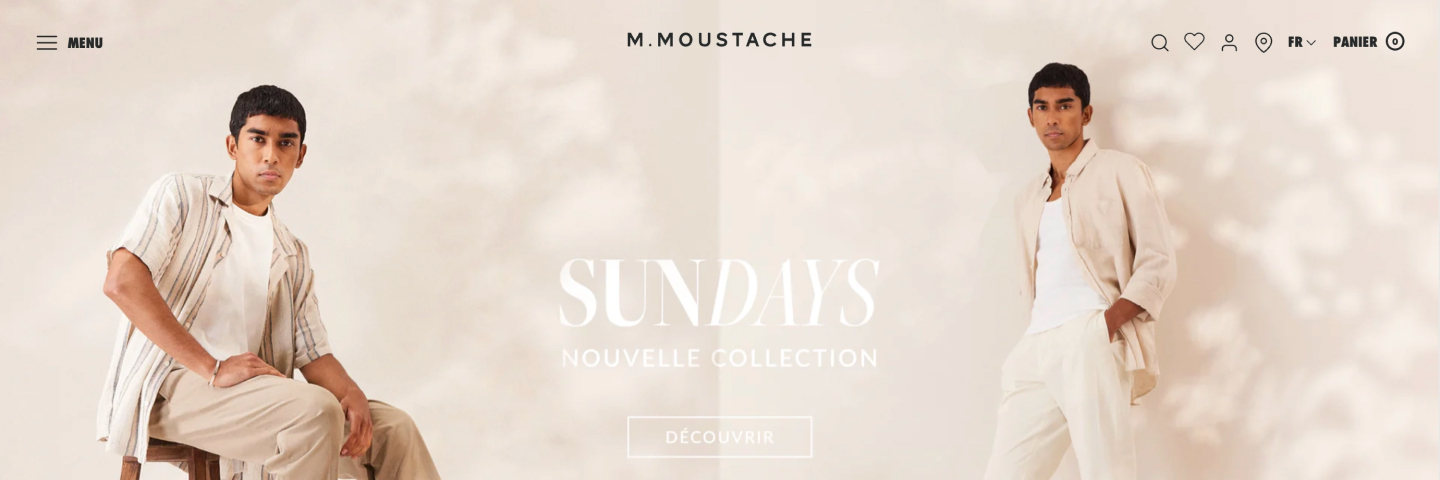 MENU
M.MOUSTACHE
FR
PANIER
0
SUNDAYS
NOUVELLE COLLECTION
DÉCOUVRIR